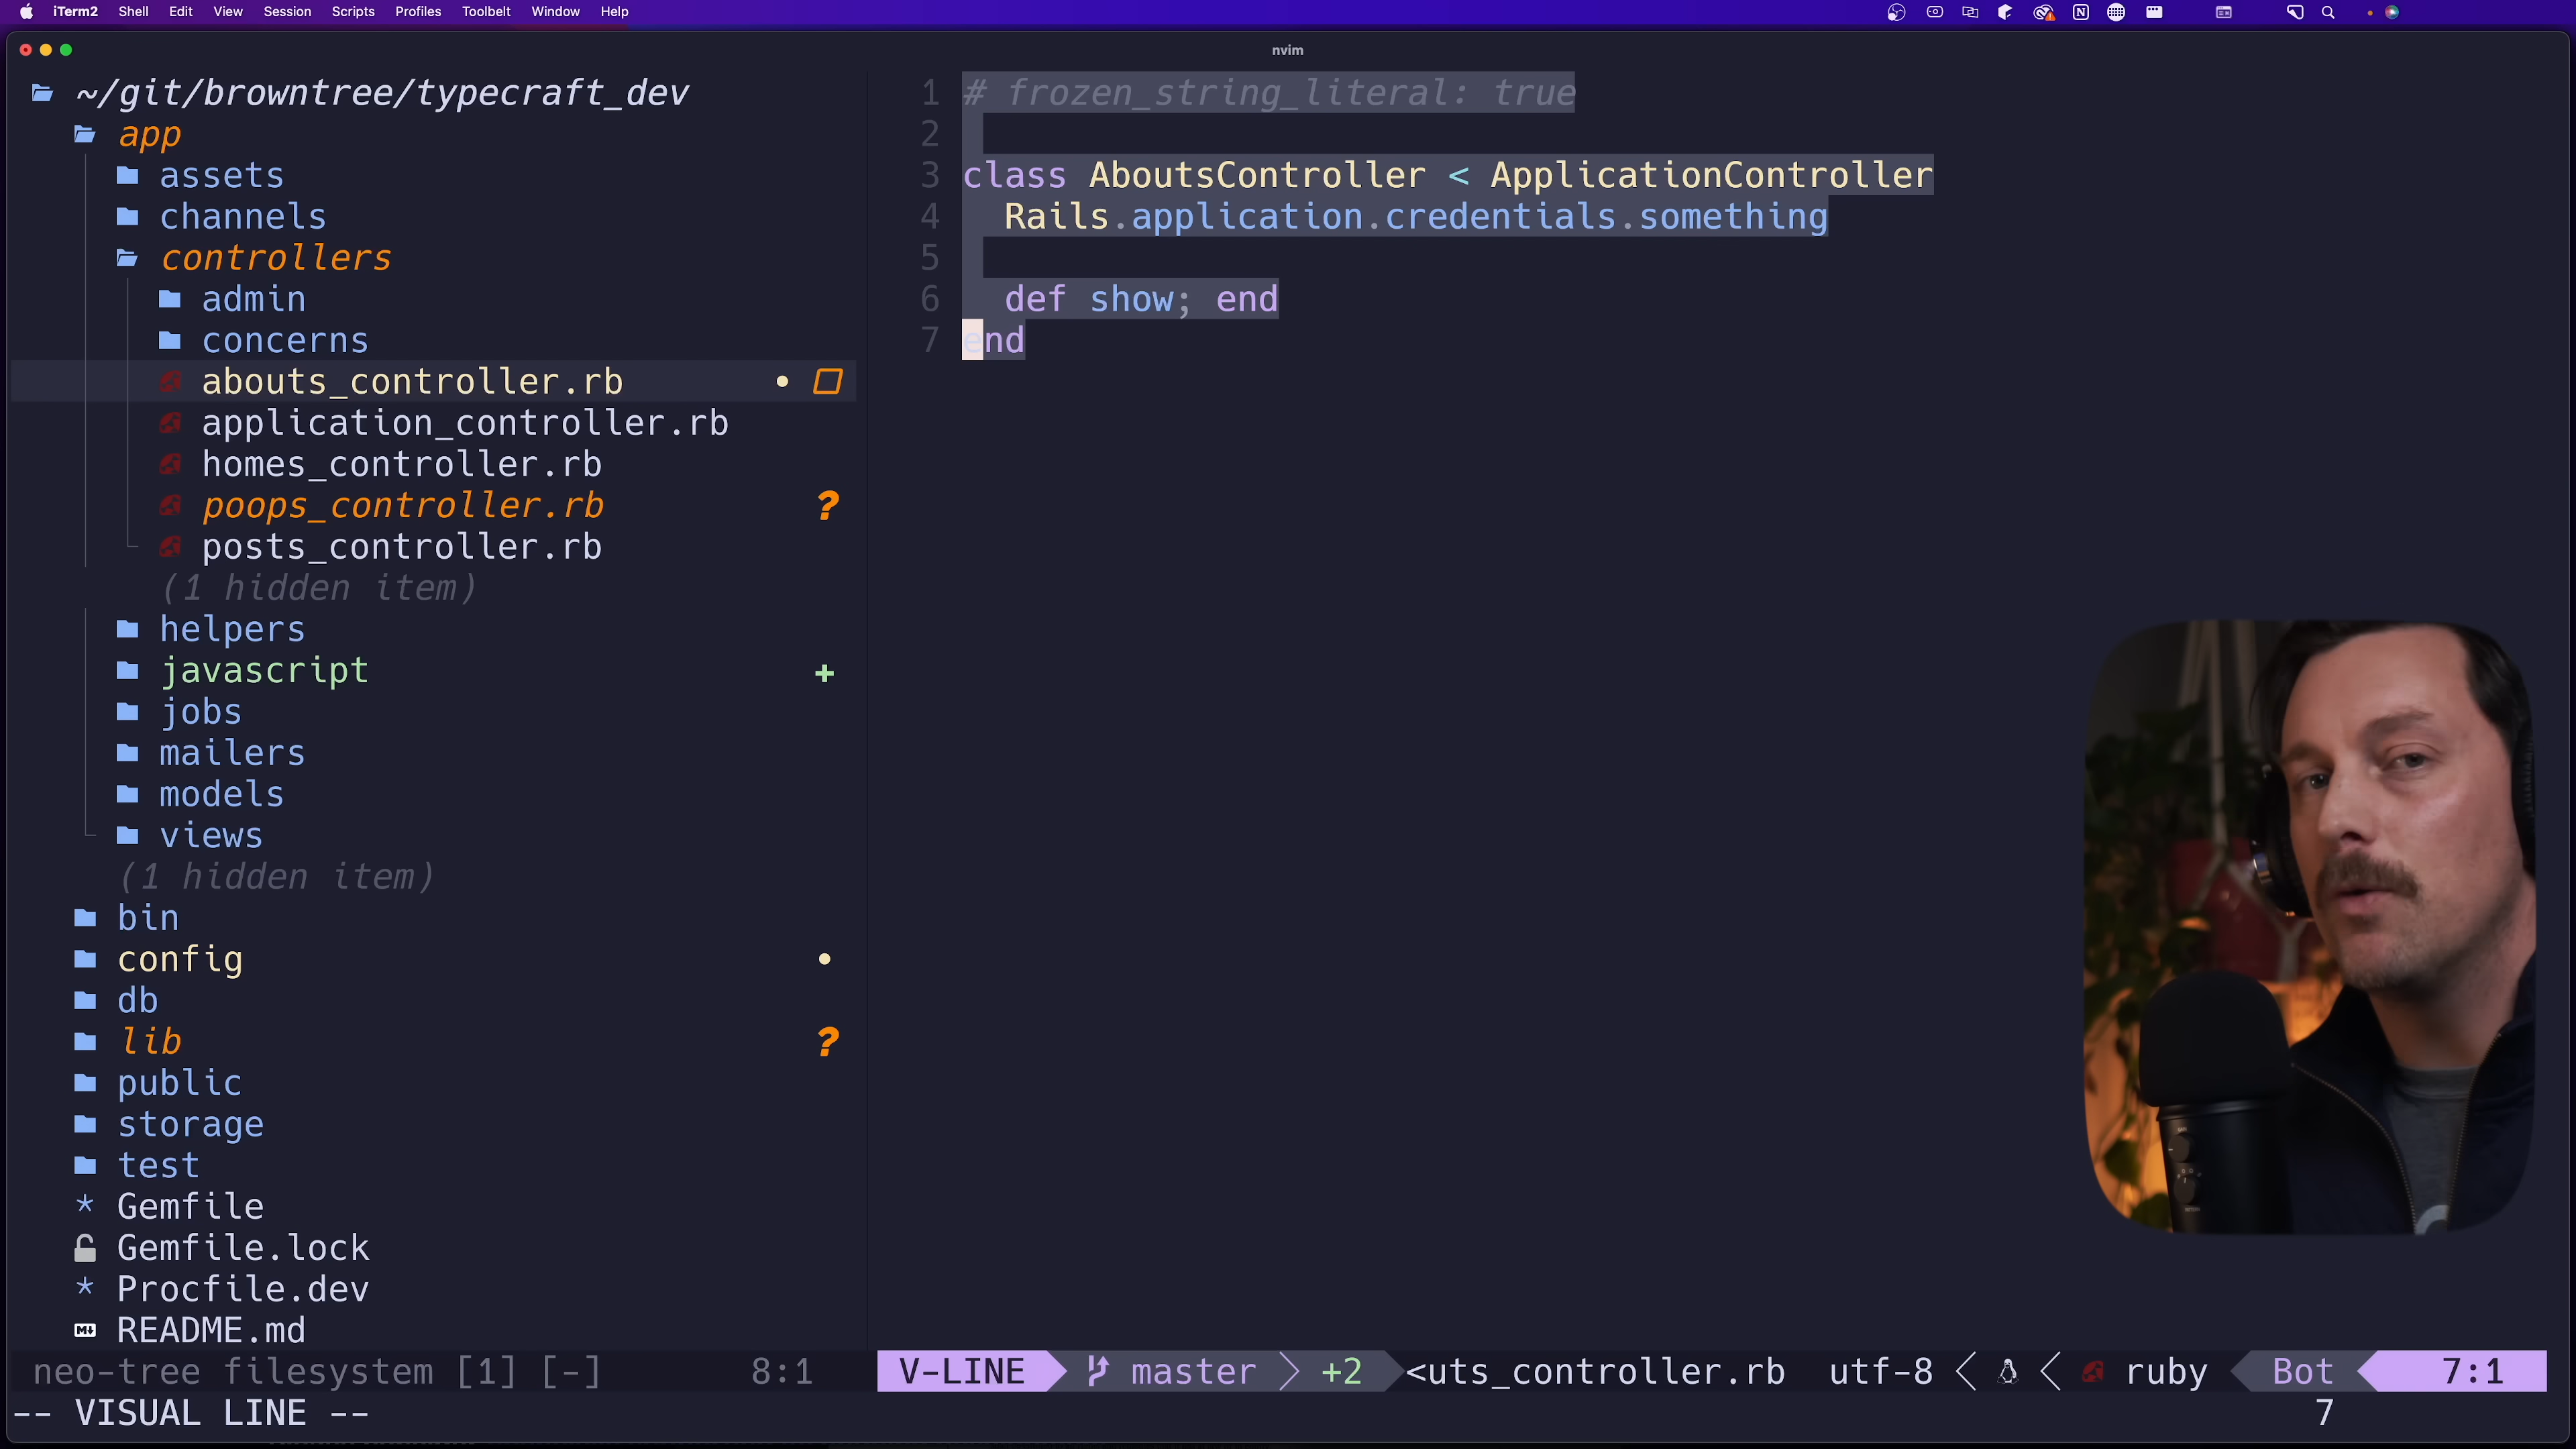 iTerm2 Shell Edit View Session Scripts Profiles Toolbelt Window Help
nvim
~/git/browntree/typecraft_dev
app
assets
channels
controllers
admin
concerns
abouts_controller.rb
application_controller.rb
homes_controller.rb
poops_controller.rb ?
posts_controller.rb
(1 hidden item)
helpers
javascript +
jobs
mailers
models
views
(1 hidden item)
bin
config
db
lib ?
public
storage
test
* Gemfile
Gemfile.lock
* Procfile.dev
README.md
neo-tree filesystem [1] [-] 8:1
1 # frozen_string_literal: true
2
3 class AboutsController < ApplicationController
4 Rails.application.credentials.something
5
6 def show; end
7 end
V-LINE master +2 <uts_controller.rb utf-8 ruby Bot 7:1
-- VISUAL LINE -- 7